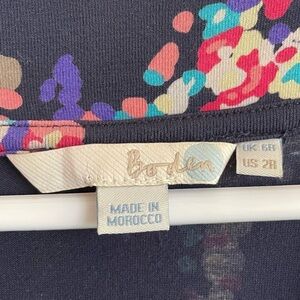 Boden
UK 6R
US 2R
MADE IN
MOROCCO